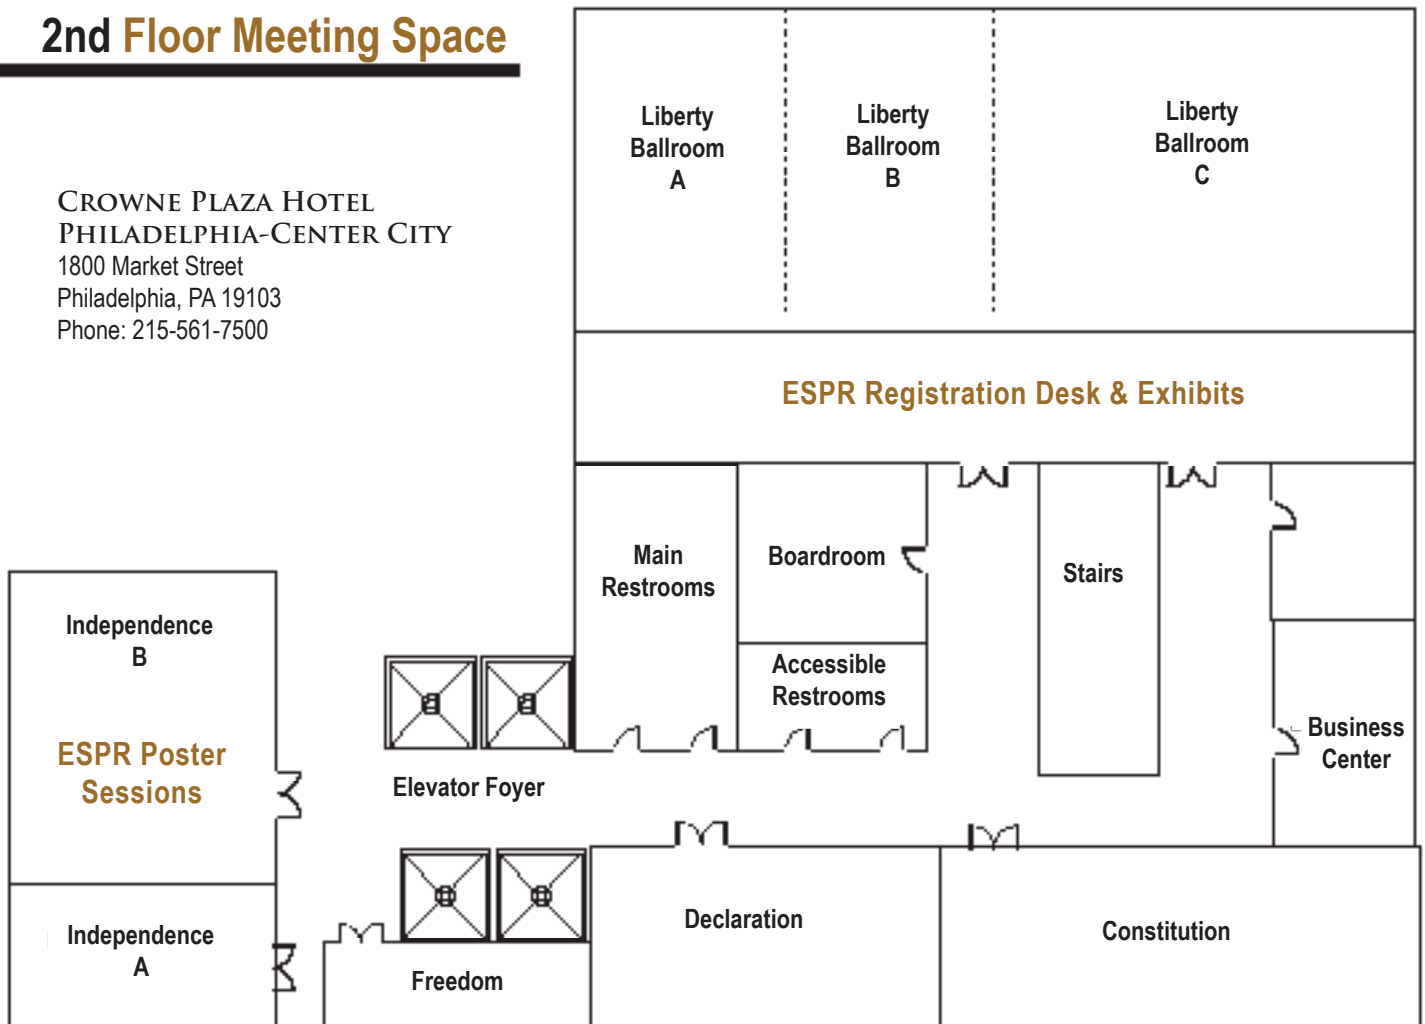 2nd Floor Meeting Space
CROWNE PLAZA HOTEL
PHILADELPHIA-CENTER CITY
1800 Market Street
Philadelphia, PA 19103
Phone: 215-561-7500
Liberty
Ballroom
A
Liberty
Ballroom
B
Liberty
Ballroom
C
ESPR Registration Desk & Exhibits
Main
Restrooms
Boardroom
Accessible
Restrooms
Stairs
Business
Center
Independence
B
ESPR Poster
Sessions
Elevator Foyer
Independence
A
Freedom
Declaration
Constitution